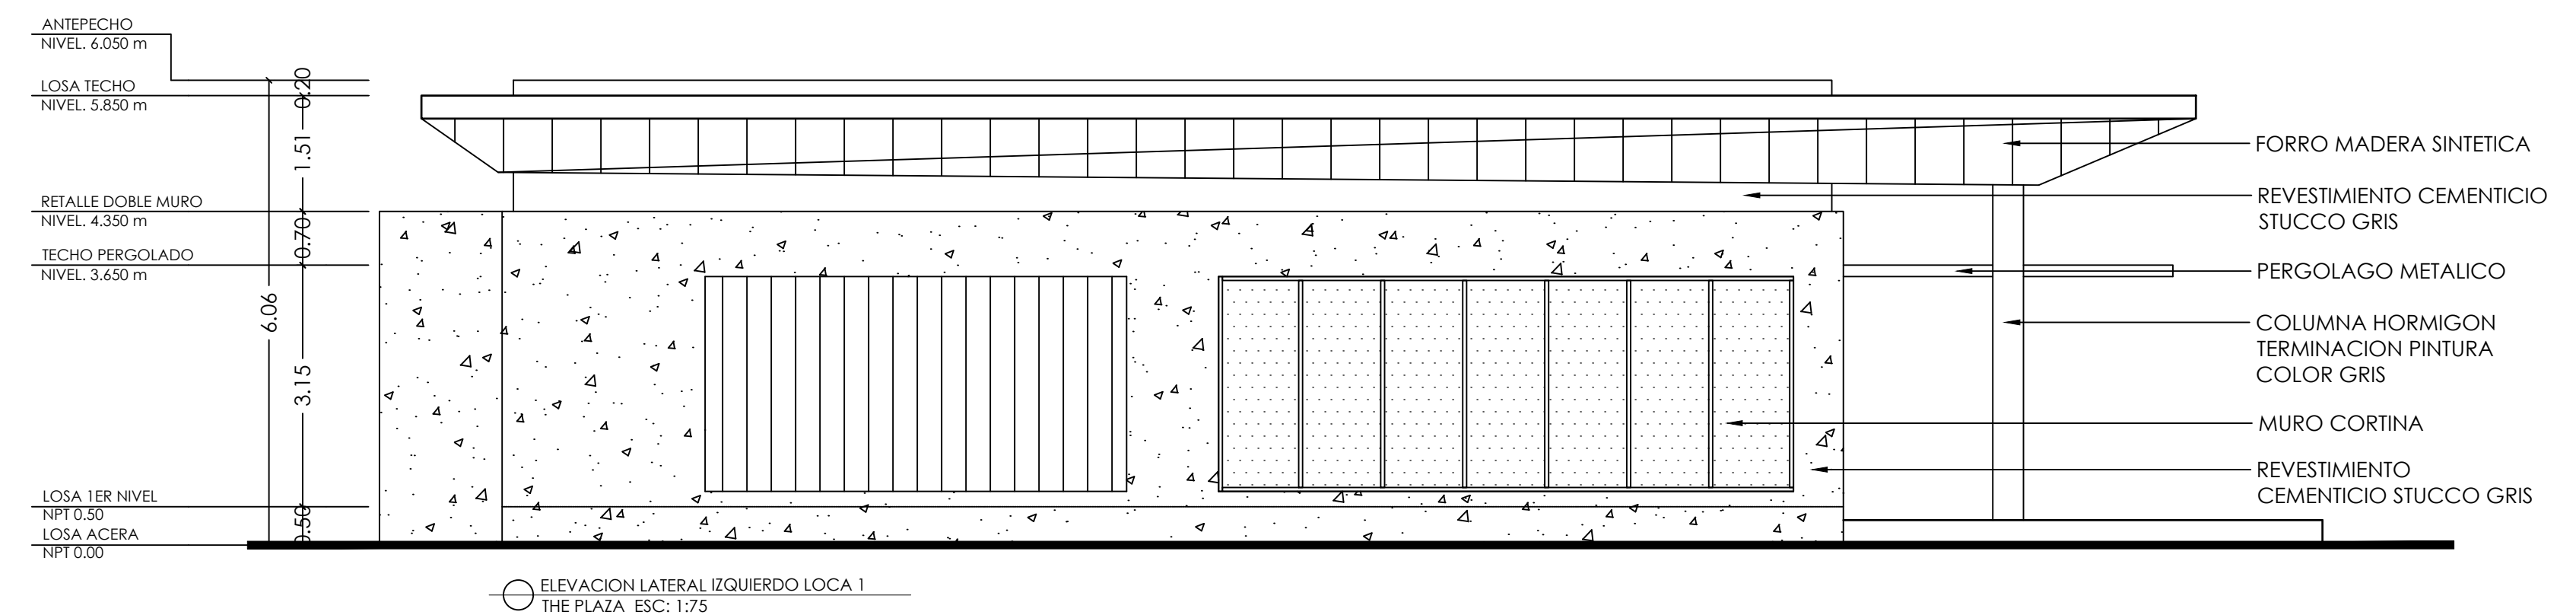 ANTEPECHO
NIVEL. 6.050 m
LOSA TECHO
NIVEL. 5.850 m
RETALLE DOBLE MURO
NIVEL. 4.350 m
TECHO PERGOLADO
NIVEL. 3.650 m
LOSA 1ER NIVEL
NPT 0.50
LOSA ACERA
NPT 0.00
6.06
0.20
1.51
0.70
3.15
0.50
FORRO MADERA SINTETICA
REVESTIMIENTO CEMENTICIO
STUCCO GRIS
PERGOLAGO METALICO
COLUMNA HORMIGON
TERMINACION PINTURA
COLOR GRIS
MURO CORTINA
REVESTIMIENTO
CEMENTICIO STUCCO GRIS
ELEVACION LATERAL IZQUIERDO LOCA 1
THE PLAZA ESC: 1:75